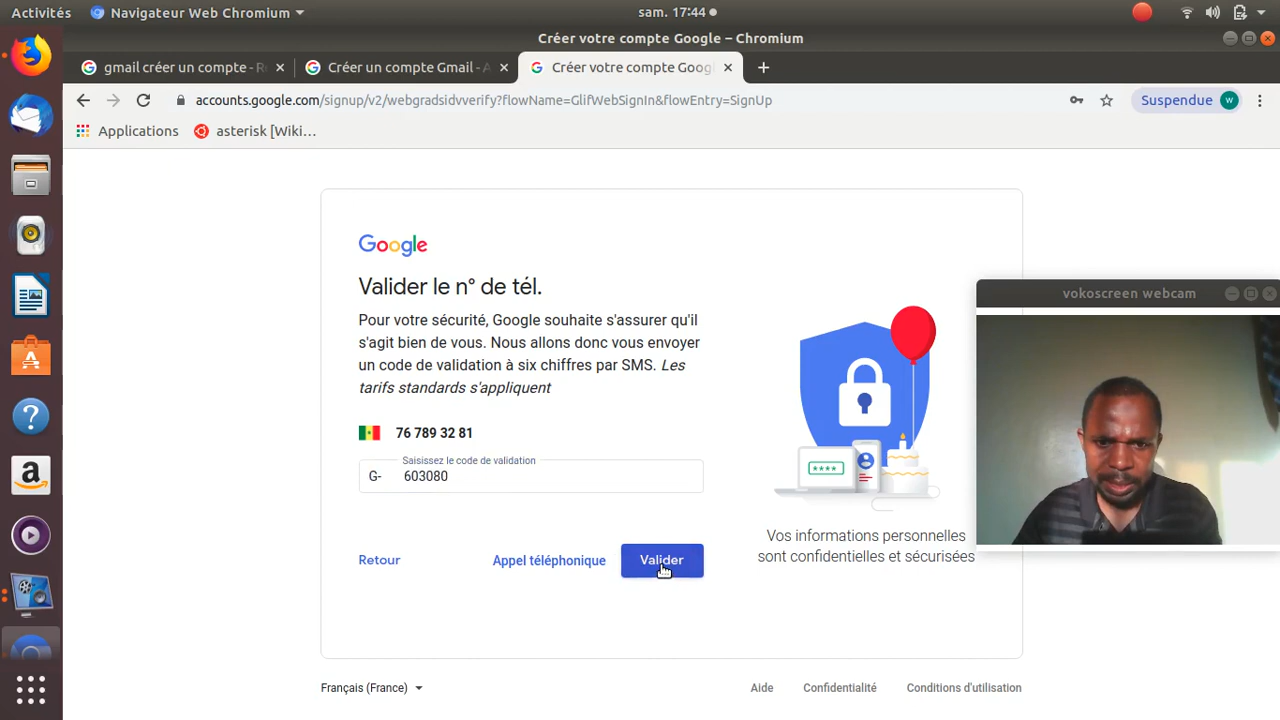 Activités
Navigateur Web Chromium
sam. 17:44
Créer votre compte Google – Chromium
gmail créer un compte - R
Créer un compte Gmail - A
Créer votre compte Goog
accounts.google.com/signup/v2/webgradsidvverify?flowName=GlifWebSignIn&flowEntry=SignUp
Suspendue
W
Applications
asterisk [Wiki...
Google
Valider le n° de tél.
Pour votre sécurité, Google souhaite s'assurer qu'il
s'agit bien de vous. Nous allons donc vous envoyer
un code de validation à six chiffres par SMS. Les
tarifs standards s'appliquent
76 789 32 81
Saisissez le code de validation
G- 603080
Retour
Appel téléphonique
Valider
****
Vos informations personnelles
sont confidentielles et sécurisées
vokoscreen webcam
Français (France)
Aide
Confidentialité
Conditions d'utilisation